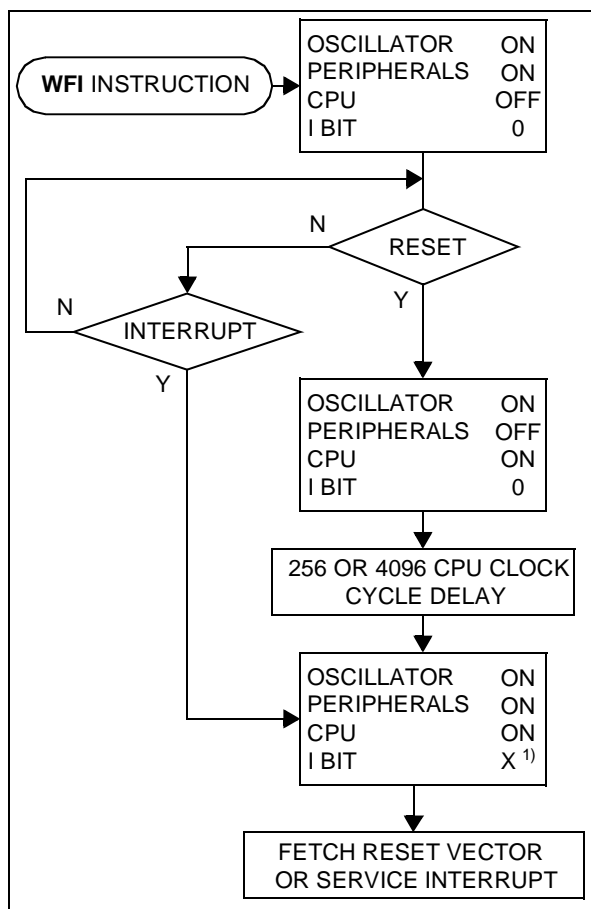 WFI INSTRUCTION
OSCILLATOR ON
PERIPHERALS ON
CPU OFF
I BIT 0
N
RESET
N
INTERRUPT
Y
Y
OSCILLATOR ON
PERIPHERALS OFF
CPU ON
I BIT 0
256 OR 4096 CPU CLOCK
CYCLE DELAY
OSCILLATOR ON
PERIPHERALS ON
CPU ON
I BIT X 1)
FETCH RESET VECTOR
OR SERVICE INTERRUPT